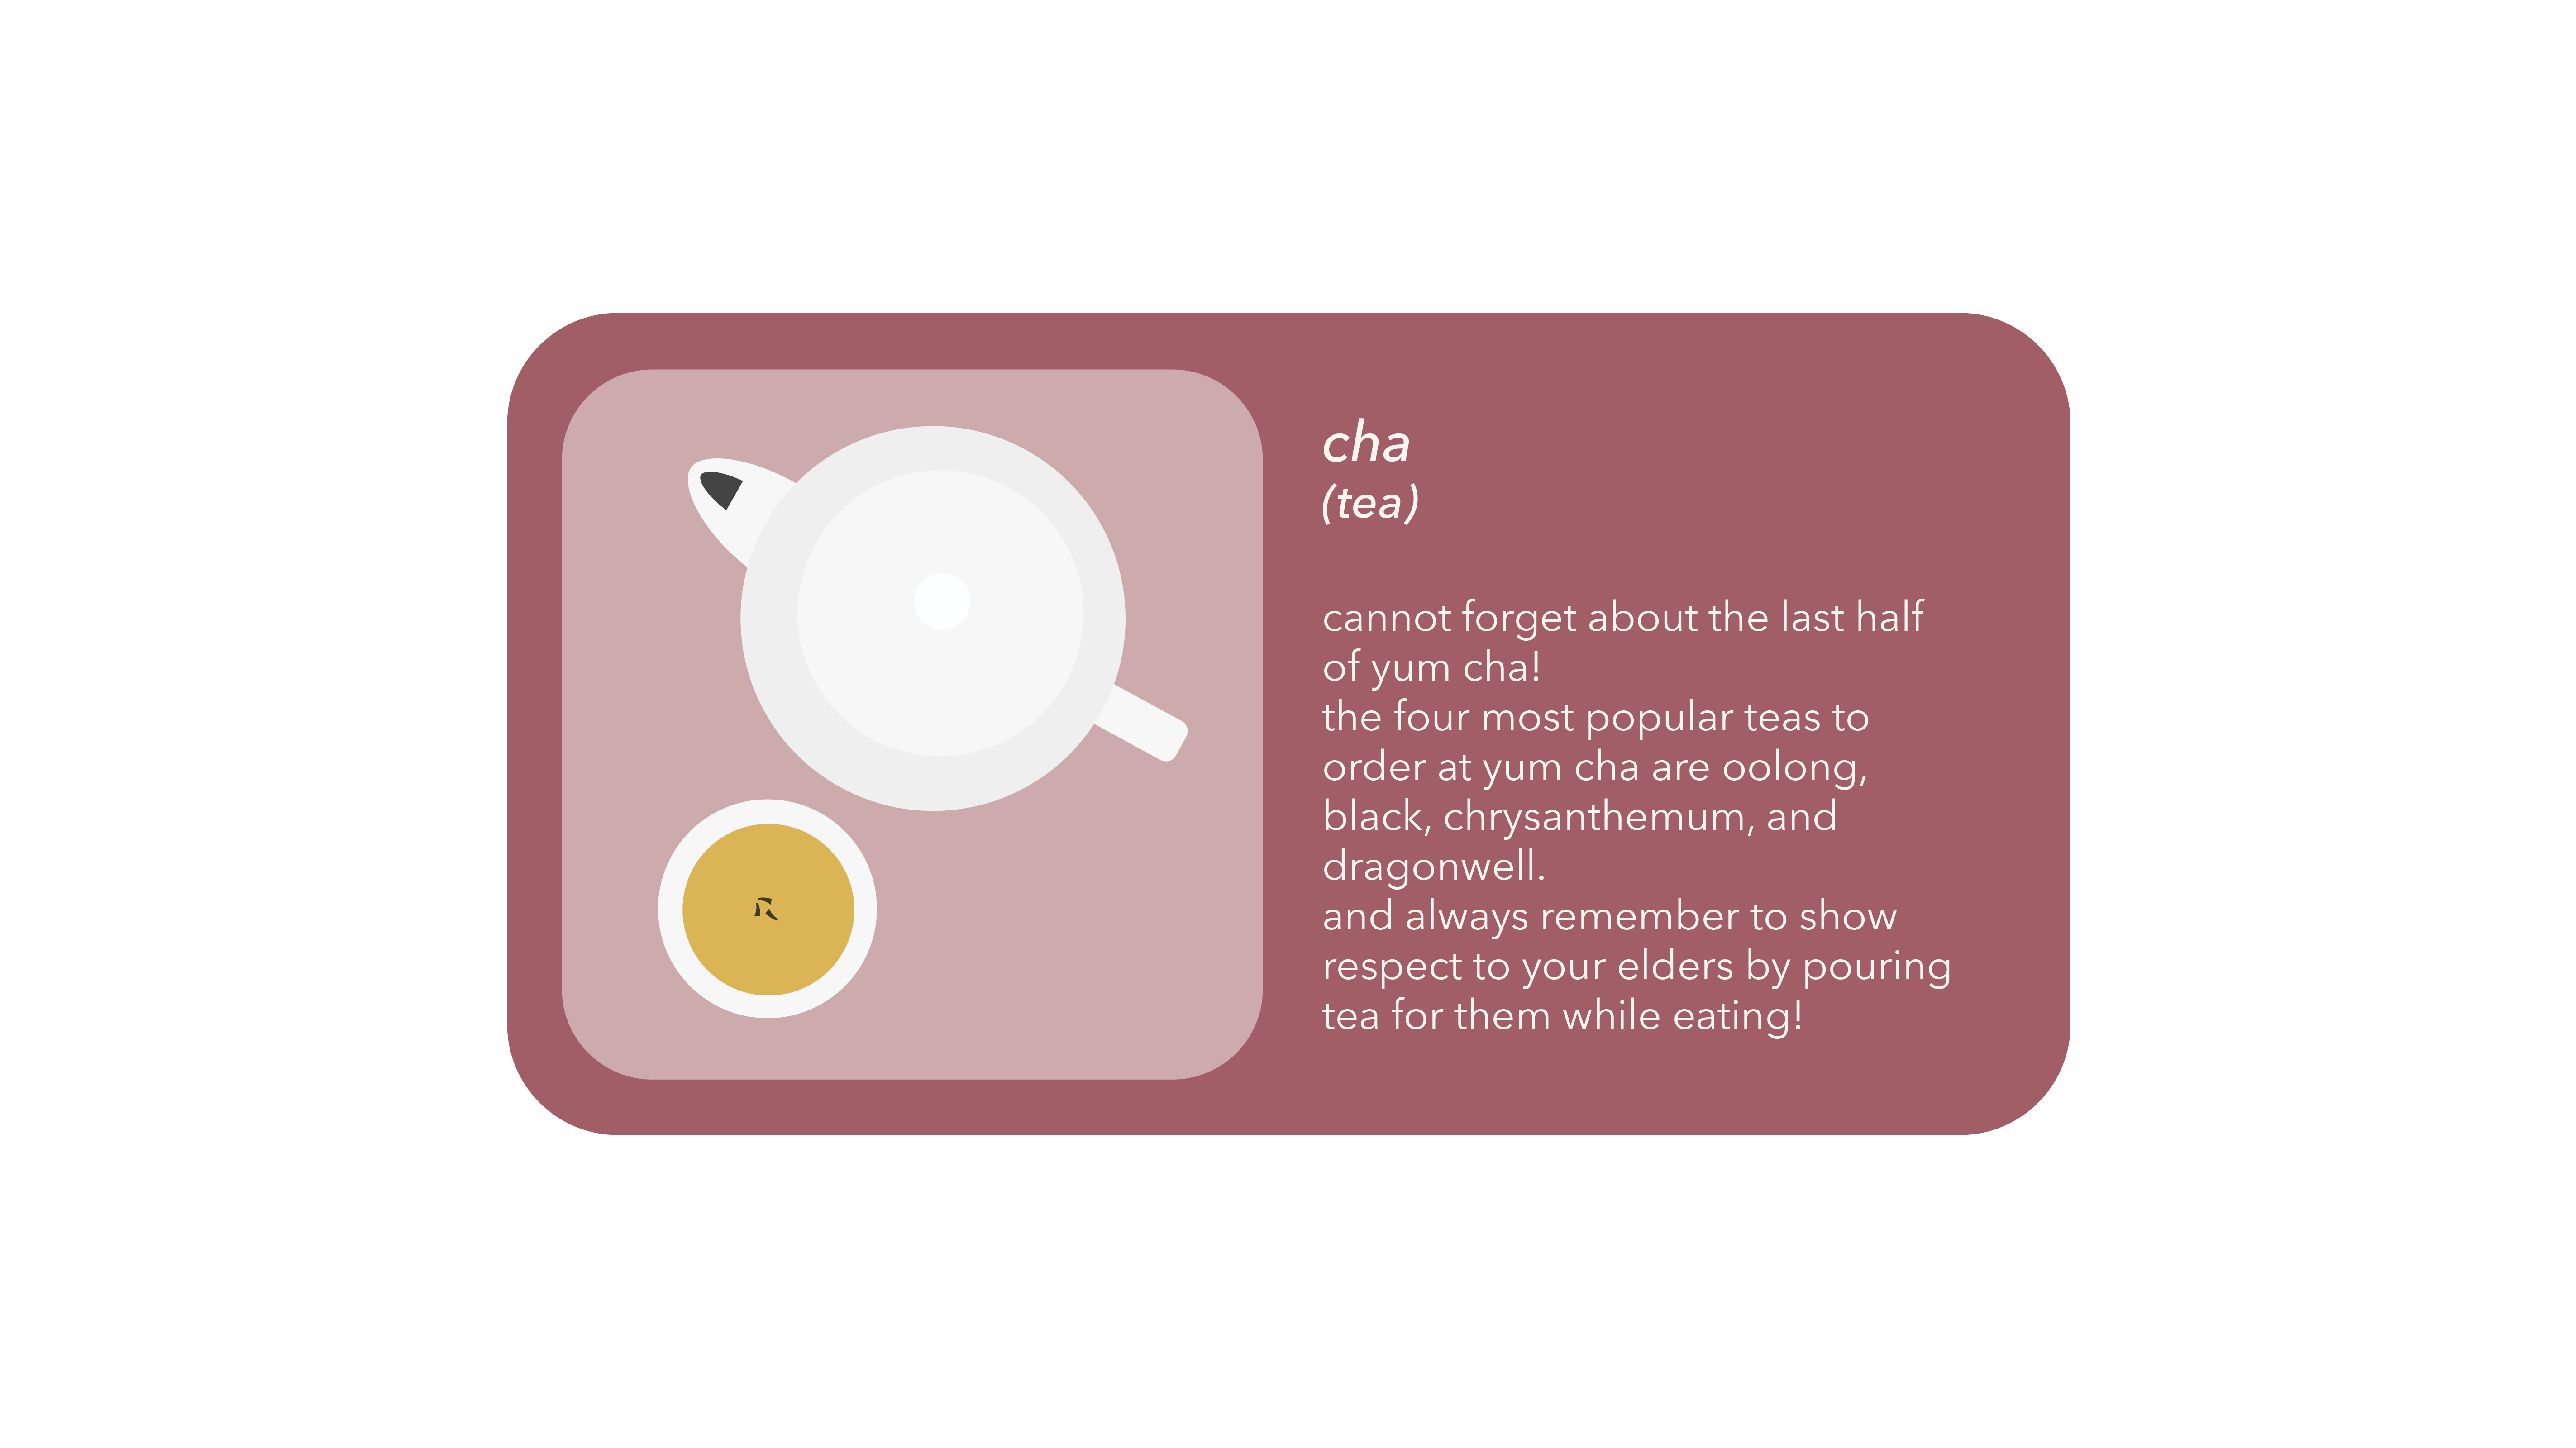 cha
(tea)
cannot forget about the last half
of yum cha!
the four most popular teas to
order at yum cha are oolong,
black, chrysanthemum, and
dragonwell.
and always remember to show
respect to your elders by pouring
tea for them while eating!